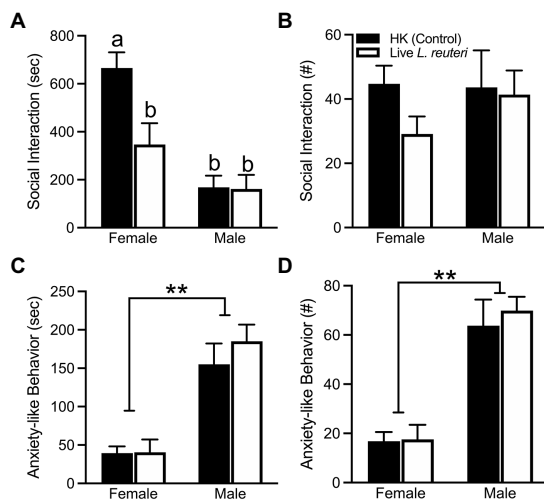 A
Social Interaction (sec)
800
600
400
200
0
a
b
b b
Female Male
B
HK (Control)
Live L. reuteri
Social Interaction (#)
60
40
20
0
Female Male
C
Anxiety-like Behavior (sec)
250
200
150
100
50
0
**
Female Male
D
Anxiety-like Behavior (#)
80
60
40
20
0
**
Female Male